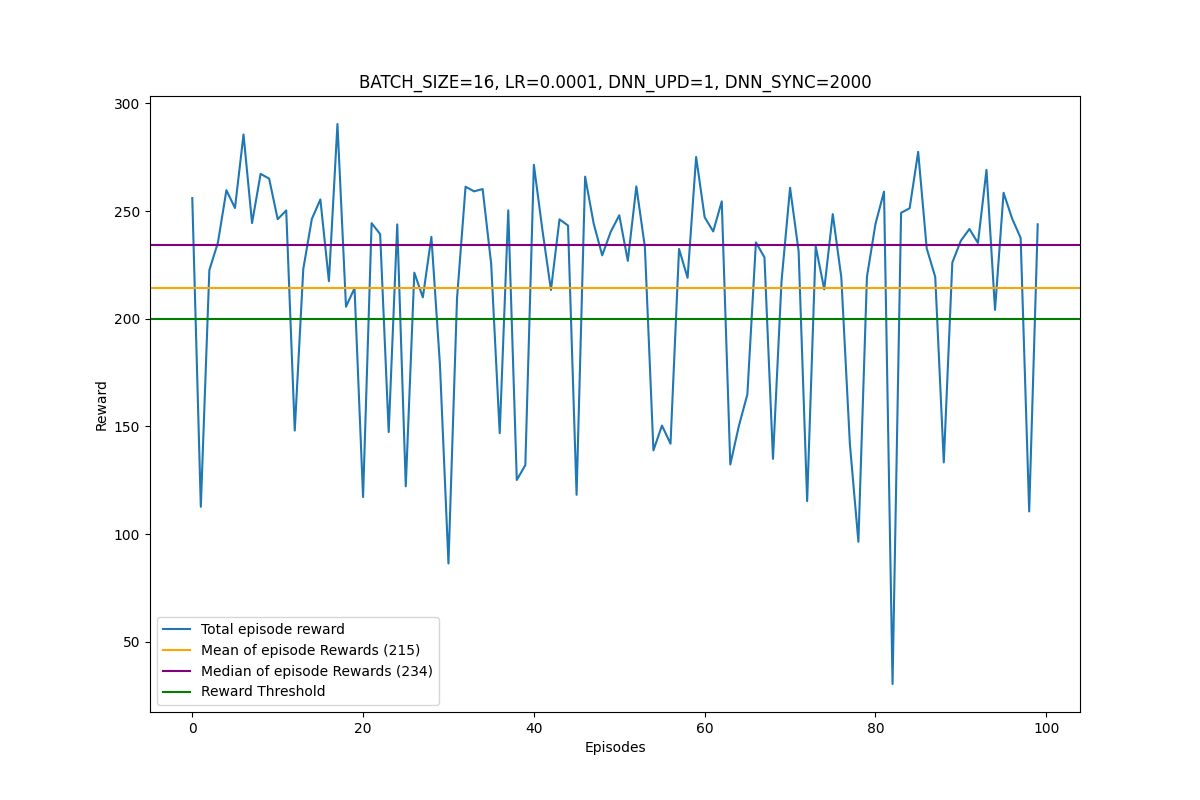 BATCH_SIZE=16, LR=0.0001, DNN_UPD=1, DNN_SYNC=2000
300
250
200
150
100
50
Reward
Total episode reward
Mean of episode Rewards (215)
Median of episode Rewards (234)
Reward Threshold
0 20 40 60 80 100
Episodes